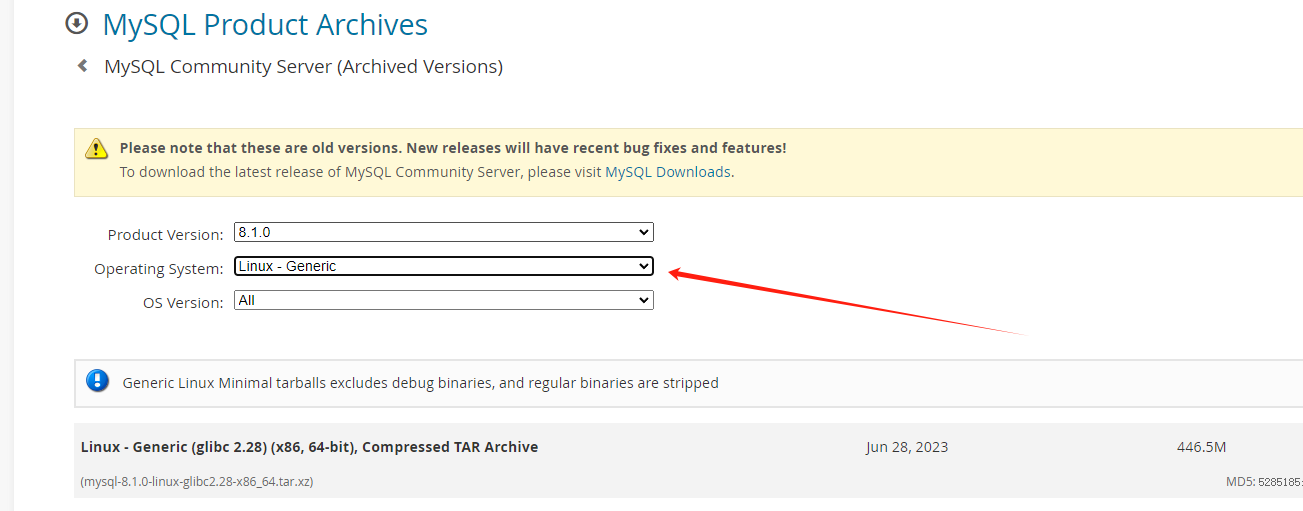 MySQL Product Archives
MySQL Community Server (Archived Versions)
Please note that these are old versions. New releases will have recent bug fixes and features!
To download the latest release of MySQL Community Server, please visit MySQL Downloads.
Product Version: 8.1.0
Operating System: Linux - Generic
OS Version: All
Generic Linux Minimal tarballs excludes debug binaries, and regular binaries are stripped
Linux - Generic (glibc 2.28) (x86, 64-bit), Compressed TAR Archive Jun 28, 2023 446.5M
(mysql-8.1.0-linux-glibc2.28-x86_64.tar.xz) MD5: 5285185